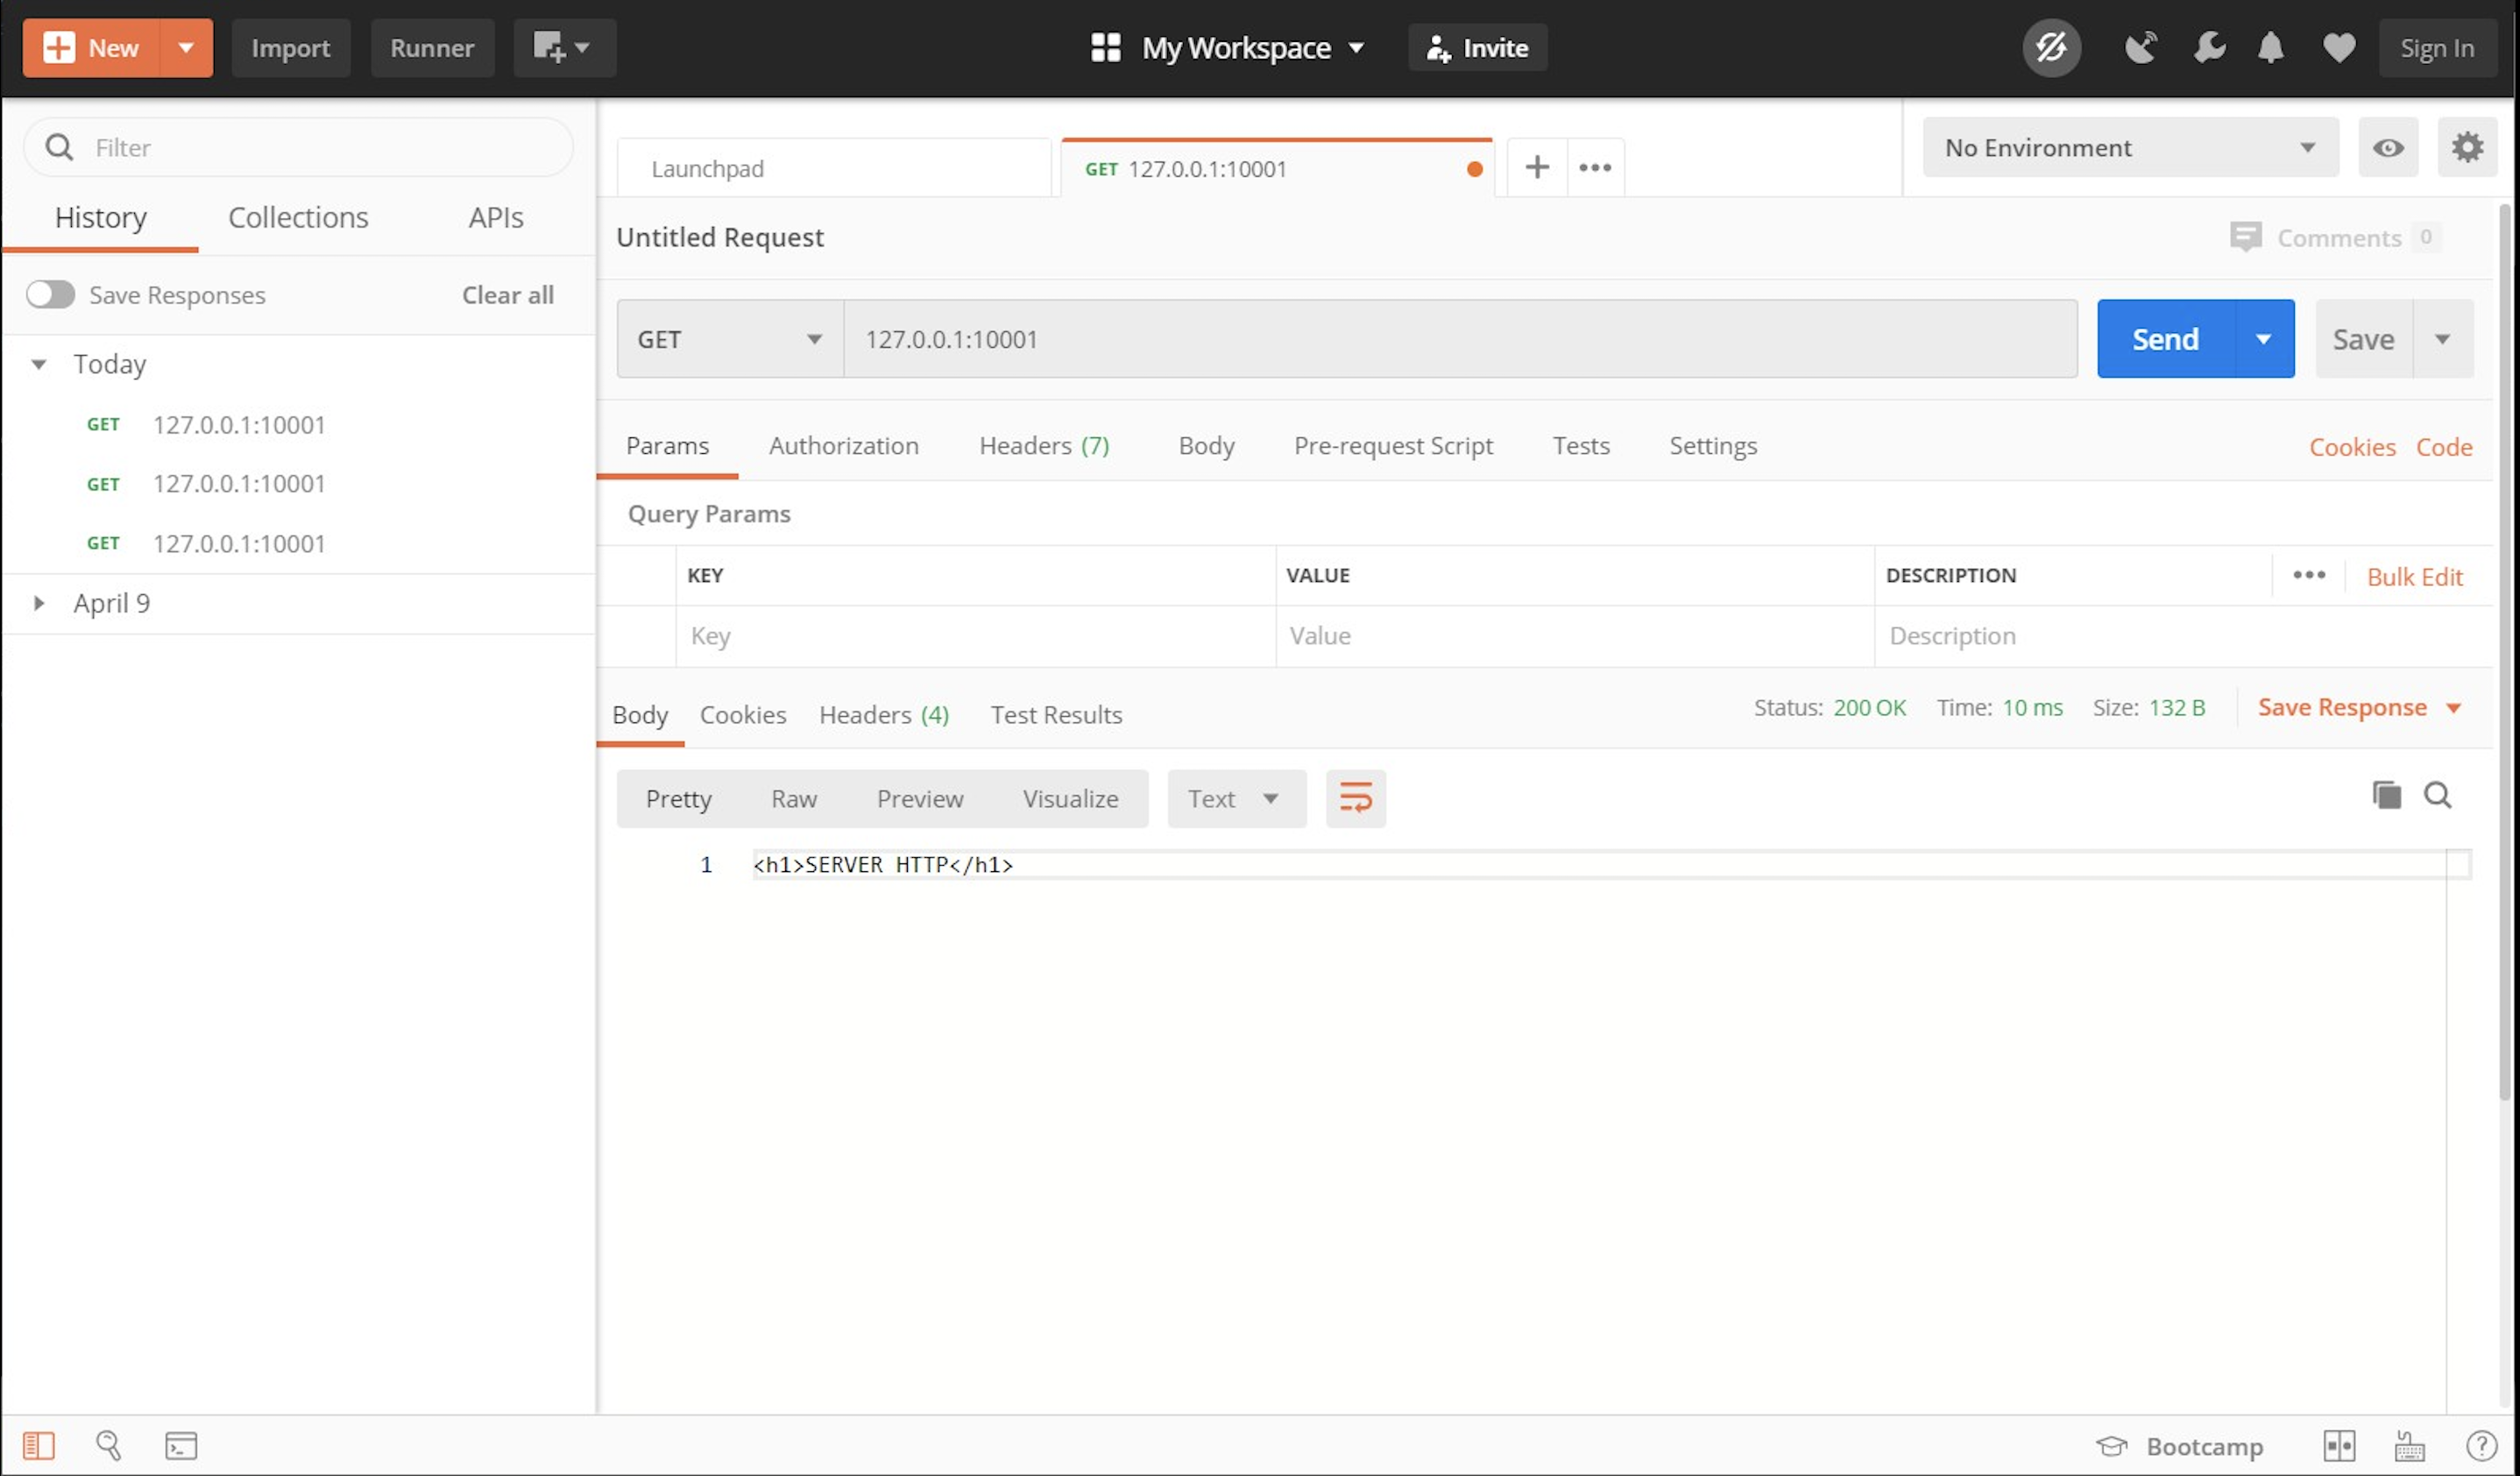 New Import Runner My Workspace Invite Sign In
Filter
Launchpad GET 127.0.0.1:10001 No Environment
History Collections APIs
Untitled Request Comments 0
Save Responses Clear all
GET 127.0.0.1:10001 Send Save
Today
GET 127.0.0.1:10001
GET 127.0.0.1:10001
GET 127.0.0.1:10001
April 9
Params Authorization Headers (7) Body Pre-request Script Tests Settings Cookies Code
Query Params
KEY VALUE DESCRIPTION Bulk Edit
Key Value Description
Body Cookies Headers (4) Test Results Status: 200 OK Time: 10 ms Size: 132 B Save Response
Pretty Raw Preview Visualize Text
1 <h1>SERVER HTTP</h1>
Bootcamp